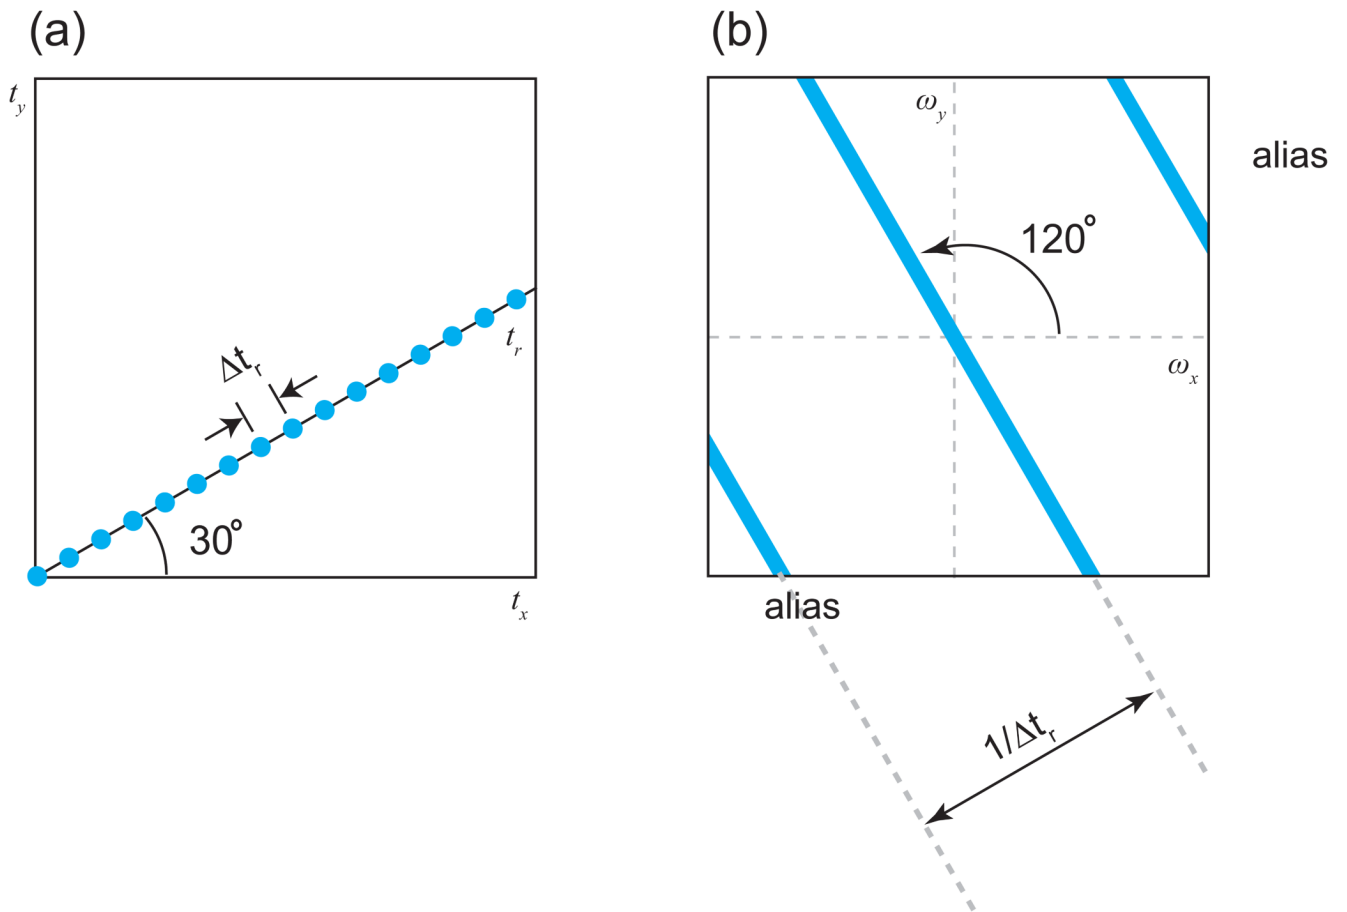 (a)
t_y
Δt_r
t_r
30°
t_x
(b)
ω_y
alias
120°
ω_x
alias
1/Δt_r